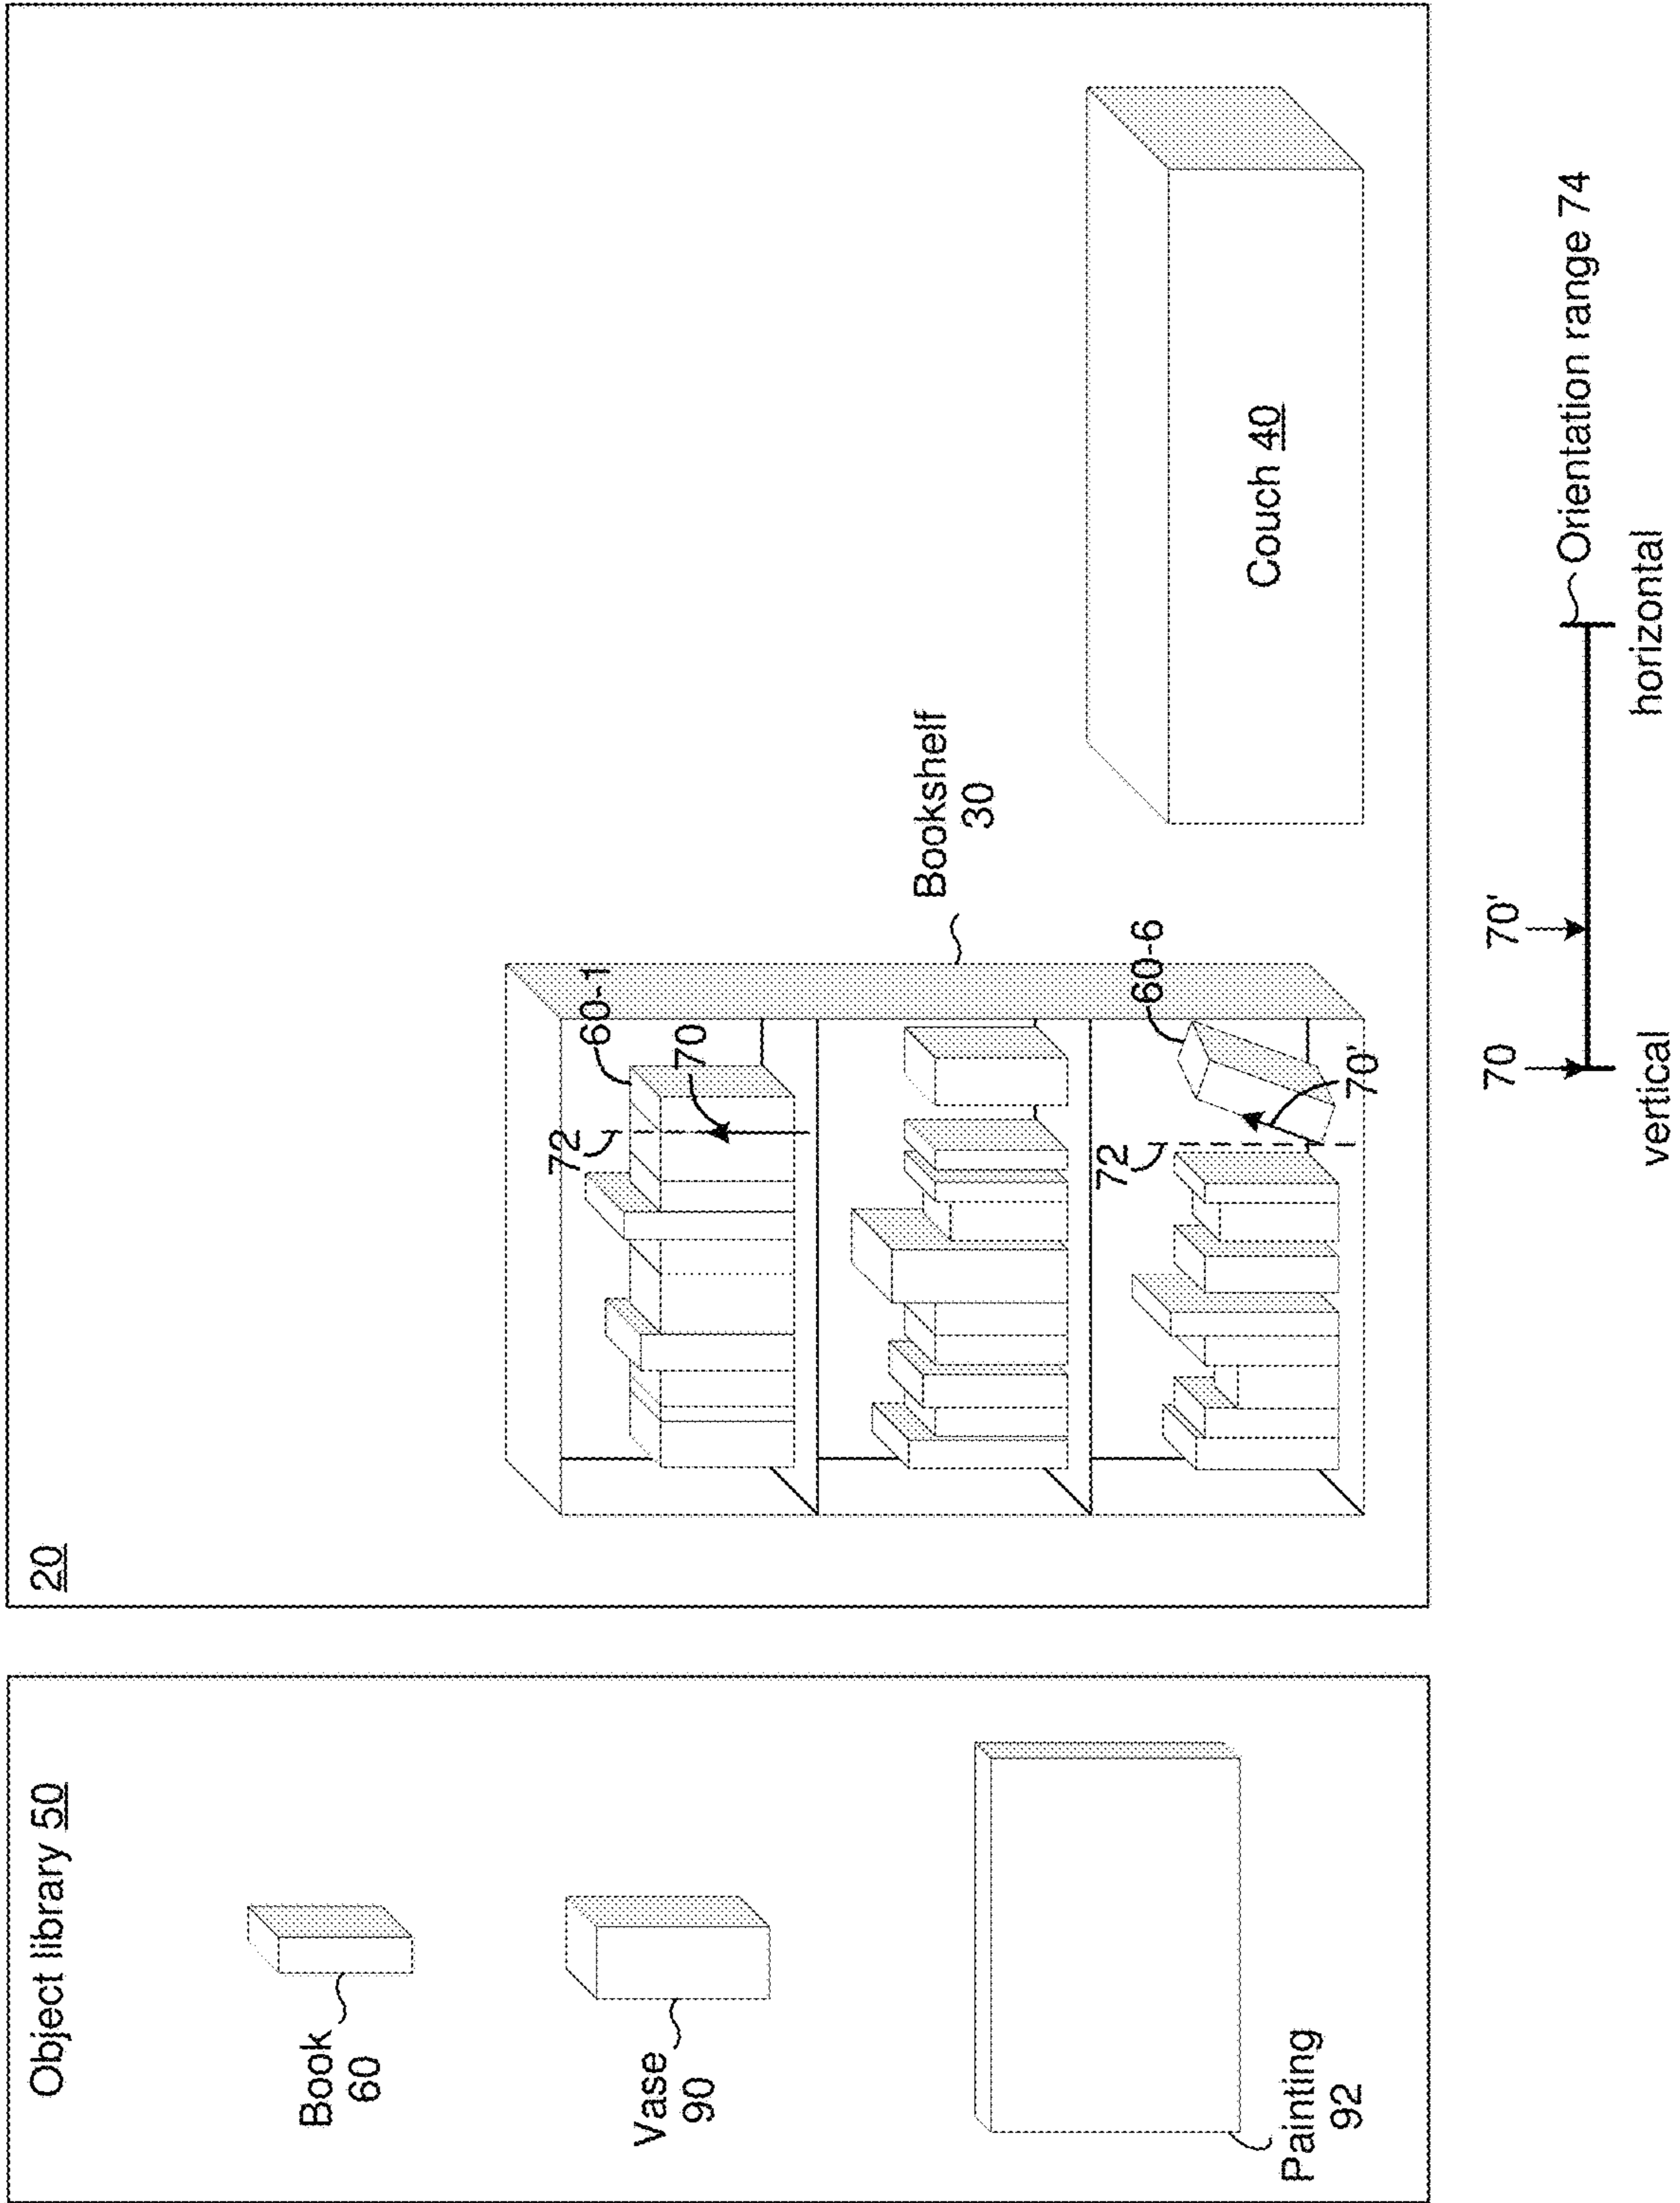 Object library 50
Book
60
Vase
90
Painting
92
20
60-1
72
70
Bookshelf
30
60-6
72
70'
Couch 40
70
70'
Orientation range 74
vertical
horizontal